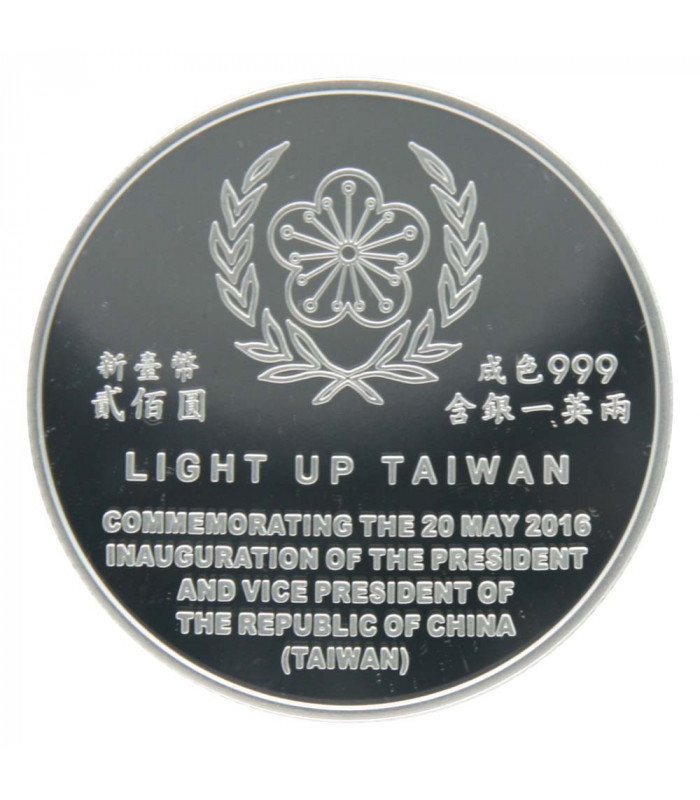 新臺幣
貳佰圓
成色999
含銀一英兩
LIGHT UP TAIWAN
COMMEMORATING THE 20 MAY 2016
INAUGURATION OF THE PRESIDENT
AND VICE PRESIDENT OF
THE REPUBLIC OF CHINA
(TAIWAN)